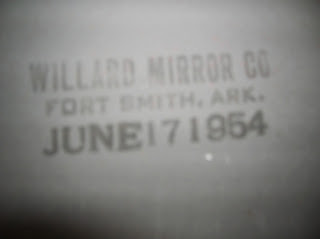 WILLARD MIRROR CO
FORT SMITH, ARK.
JUNE 17 1954